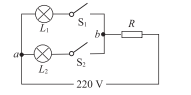 L₁ S₁
b R
a
L₂ S₂
220 V